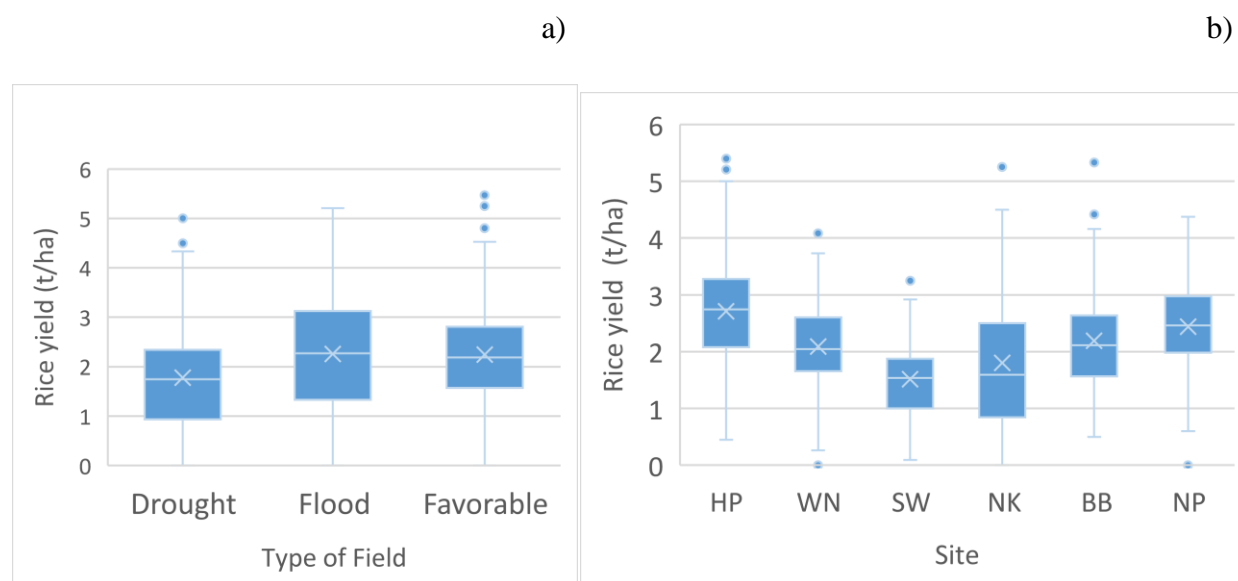 a)
b)
Rice yield (t/ha)
6
5
4
3
2
1
0
Drought Flood Favorable
Type of Field
Rice yield (t/ha)
6
5
4
3
2
1
0
HP WN SW NK BB NP
Site